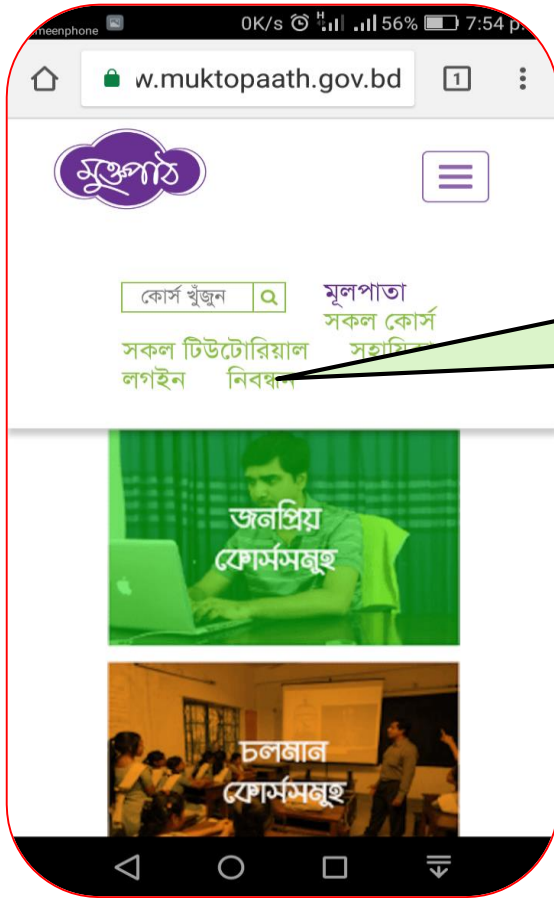 meenphone 0K/s H 56% 7:54 p.
w.muktopaath.gov.bd 1
মুক্তপাঠ
কোর্স খুঁজুন মূলপাতা
সকল কোর্স
সকল টিউটোরিয়াল
লগইন নিবন্ধন
জনপ্রিয়
কোর্সসমূহ
চলমান
কোর্সসমূহ